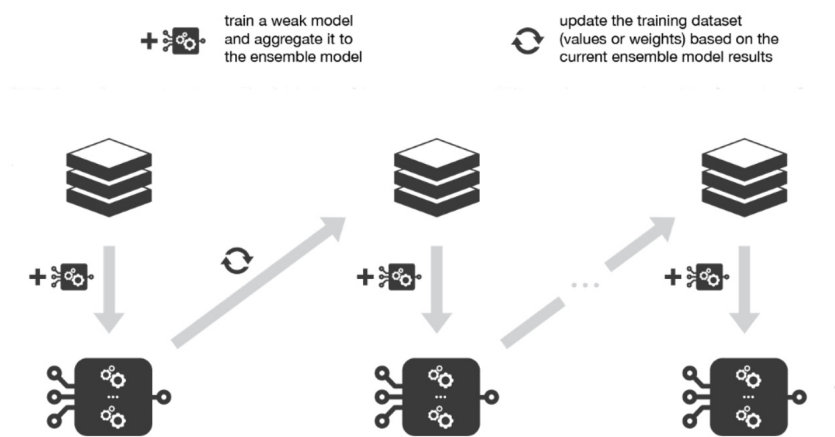 train a weak model
and aggregate it to
the ensemble model
update the training dataset
(values or weights) based on the
current ensemble model results